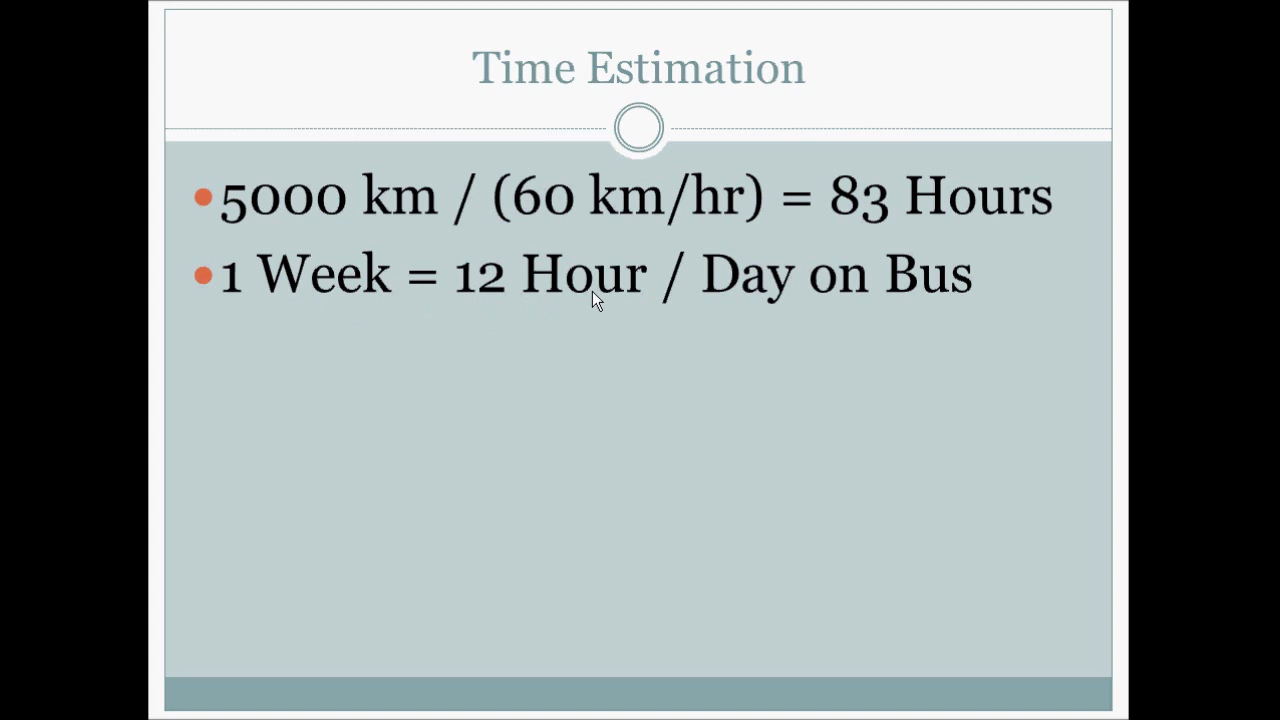 Time Estimation
5000 km / (60 km/hr) = 83 Hours
1 Week = 12 Hour / Day on Bus